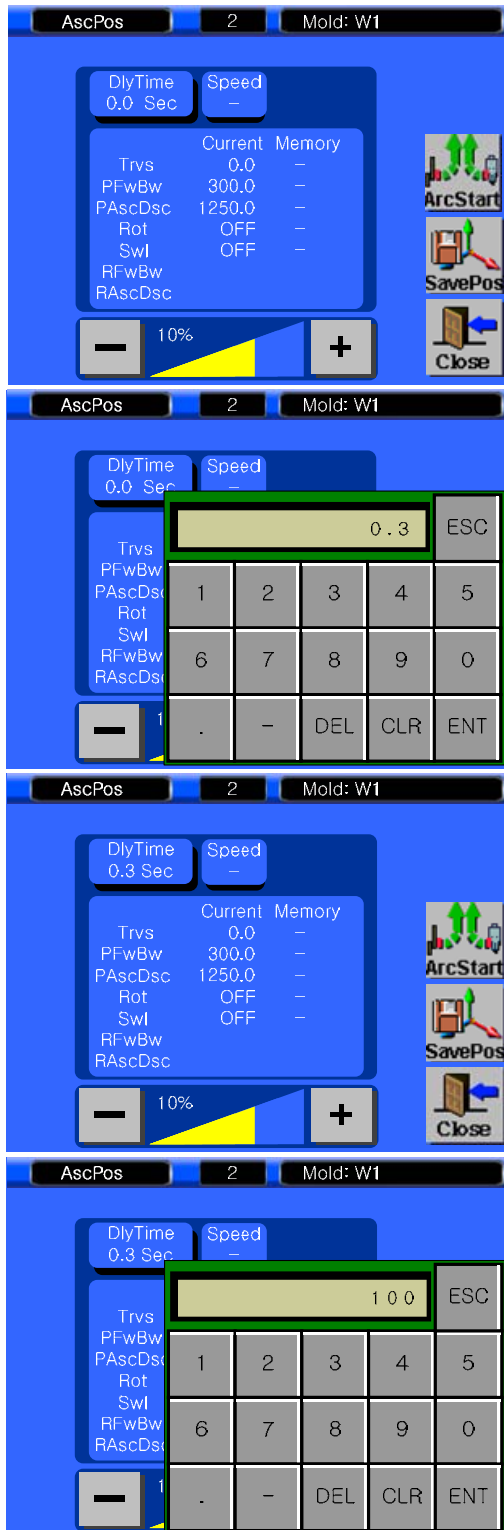 AscPos 2 Mold: W1
DlyTime Speed
0.0 Sec –
Current Memory
Trvs 0.0 –
PFwBw 300.0 –
PAscDsc 1250.0 –
Rot OFF –
Swl OFF –
RFwBw
RAscDsc
ArcStart
SavePos
Close
– 10% +
AscPos 2 Mold: W1
DlyTime Speed
0.0 Sec –
0.3 ESC
Trvs
PFwBw
PAscDsc
Rot
Swl
RFwBw
RAscDsc
1 2 3 4 5
6 7 8 9 0
– 1 . – DEL CLR ENT
AscPos 2 Mold: W1
DlyTime Speed
0.3 Sec –
Current Memory
Trvs 0.0 –
PFwBw 300.0 –
PAscDsc 1250.0 –
Rot OFF –
Swl OFF –
RFwBw
RAscDsc
ArcStart
SavePos
Close
– 10% +
AscPos 2 Mold: W1
DlyTime Speed
0.3 Sec –
100 ESC
Trvs
PFwBw
PAscDsc
Rot
Swl
RFwBw
RAscDsc
1 2 3 4 5
6 7 8 9 0
– 1 . – DEL CLR ENT